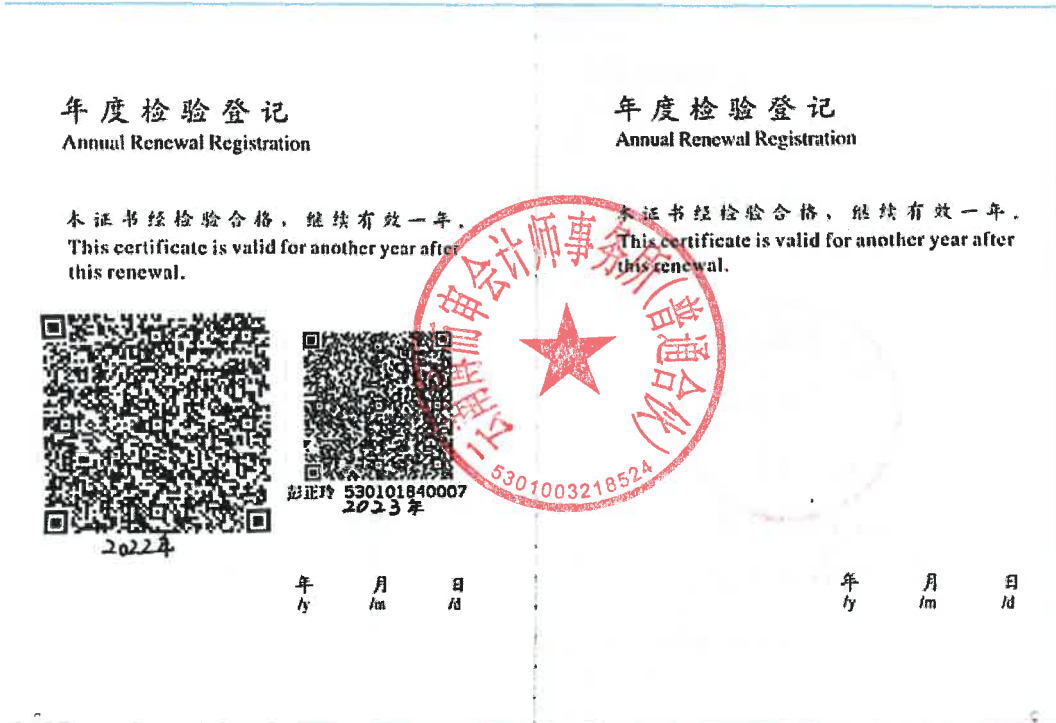 年度检验登记
Annual Renewal Registration
本证书经检验合格，继续有效一年．
This certificate is valid for another year after
this renewal.
彭正玲 530101840007
2023年
2022年
年 月 日
/y /m /d
年度检验登记
Annual Renewal Registration
本证书经检验合格，继续有效一年．
This certificate is valid for another year after
this renewal.
年 月 日
/y /m /d
会计师事务所(普通合伙)
5301003218524